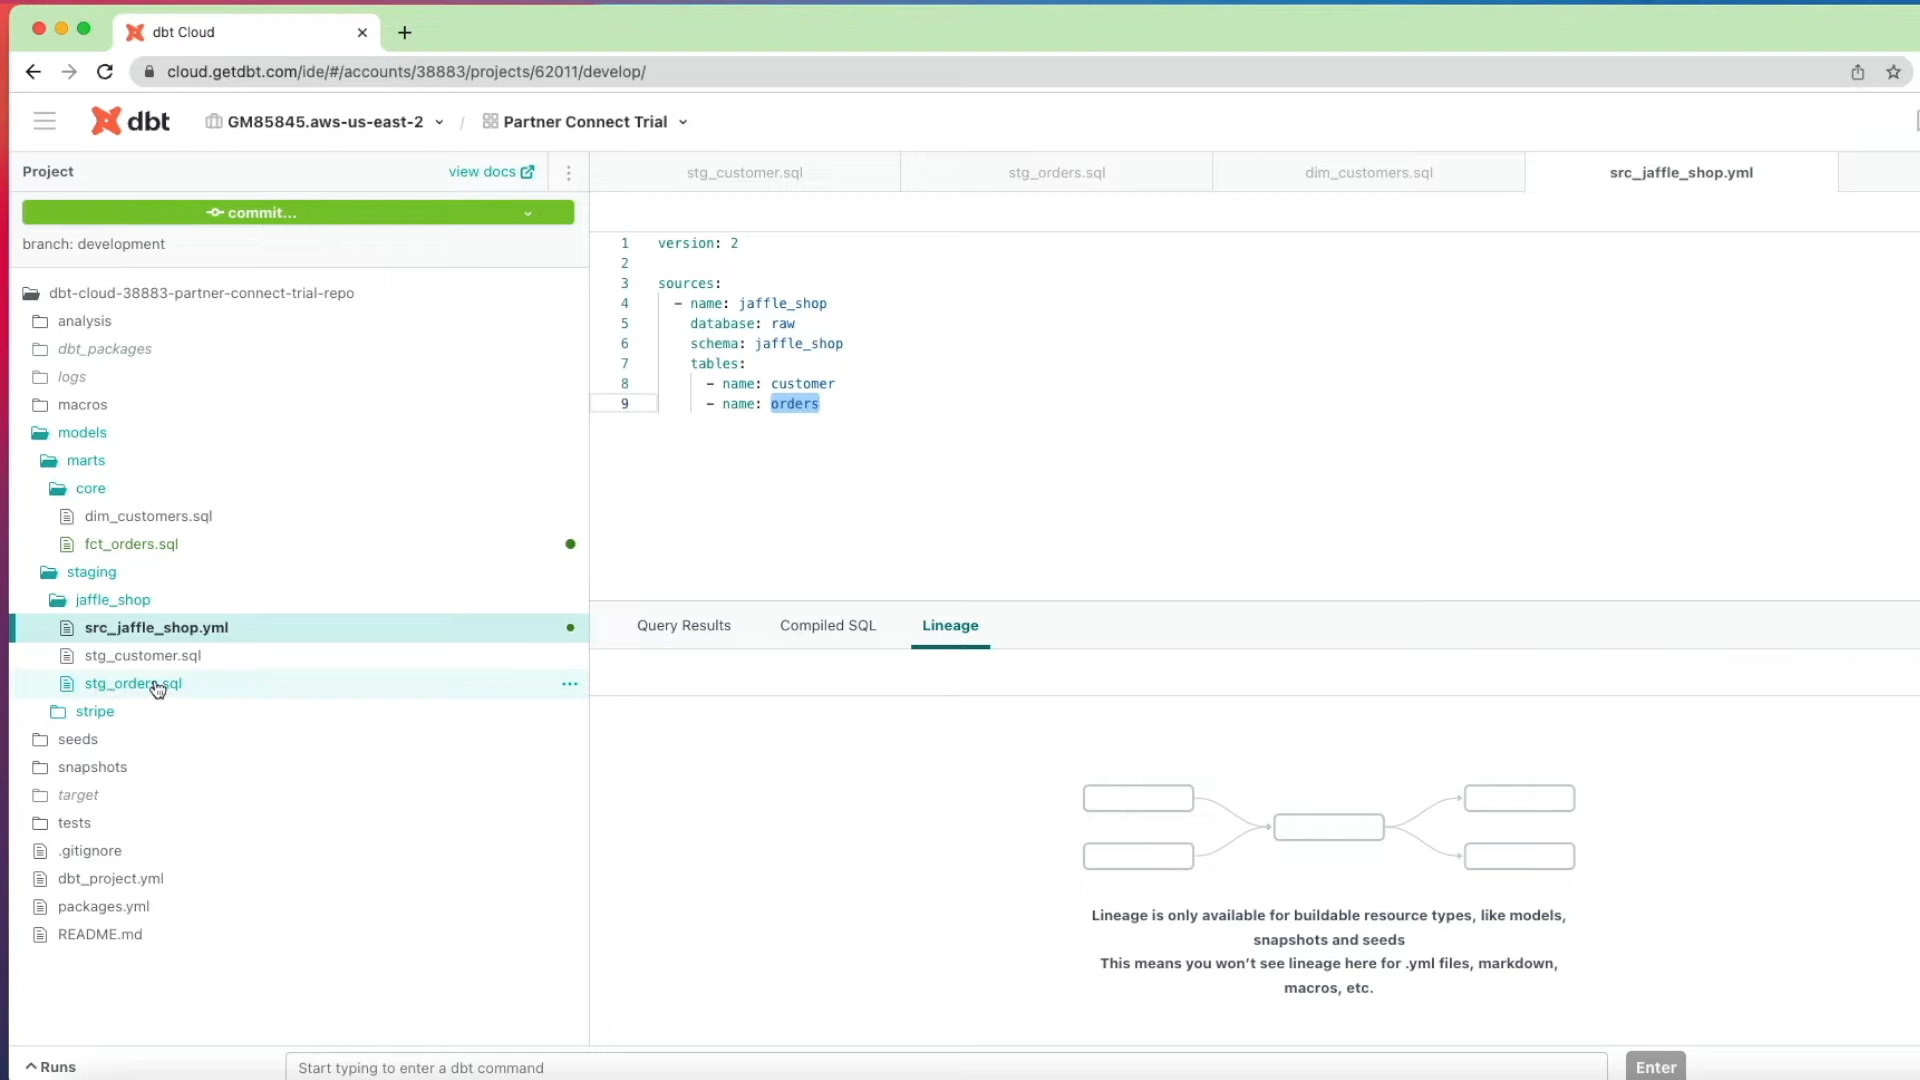 dbt Cloud
cloud.getdbt.com/ide/#/accounts/38883/projects/62011/develop/
dbt GM85845.aws-us-east-2 / Partner Connect Trial
Project view docs
commit...
branch: development
dbt-cloud-38883-partner-connect-trial-repo
analysis
dbt_packages
logs
macros
models
marts
core
dim_customers.sql
fct_orders.sql
staging
jaffle_shop
src_jaffle_shop.yml
stg_customer.sql
stg_orders.sql
stripe
seeds
snapshots
target
tests
.gitignore
dbt_project.yml
packages.yml
README.md
stg_customer.sql stg_orders.sql dim_customers.sql src_jaffle_shop.yml
1 version: 2
2
3 sources:
4 - name: jaffle_shop
5 database: raw
6 schema: jaffle_shop
7 tables:
8 - name: customer
9 - name: orders
Query Results Compiled SQL Lineage
Lineage is only available for buildable resource types, like models,
snapshots and seeds
This means you won't see lineage here for .yml files, markdown,
macros, etc.
Runs Start typing to enter a dbt command Enter